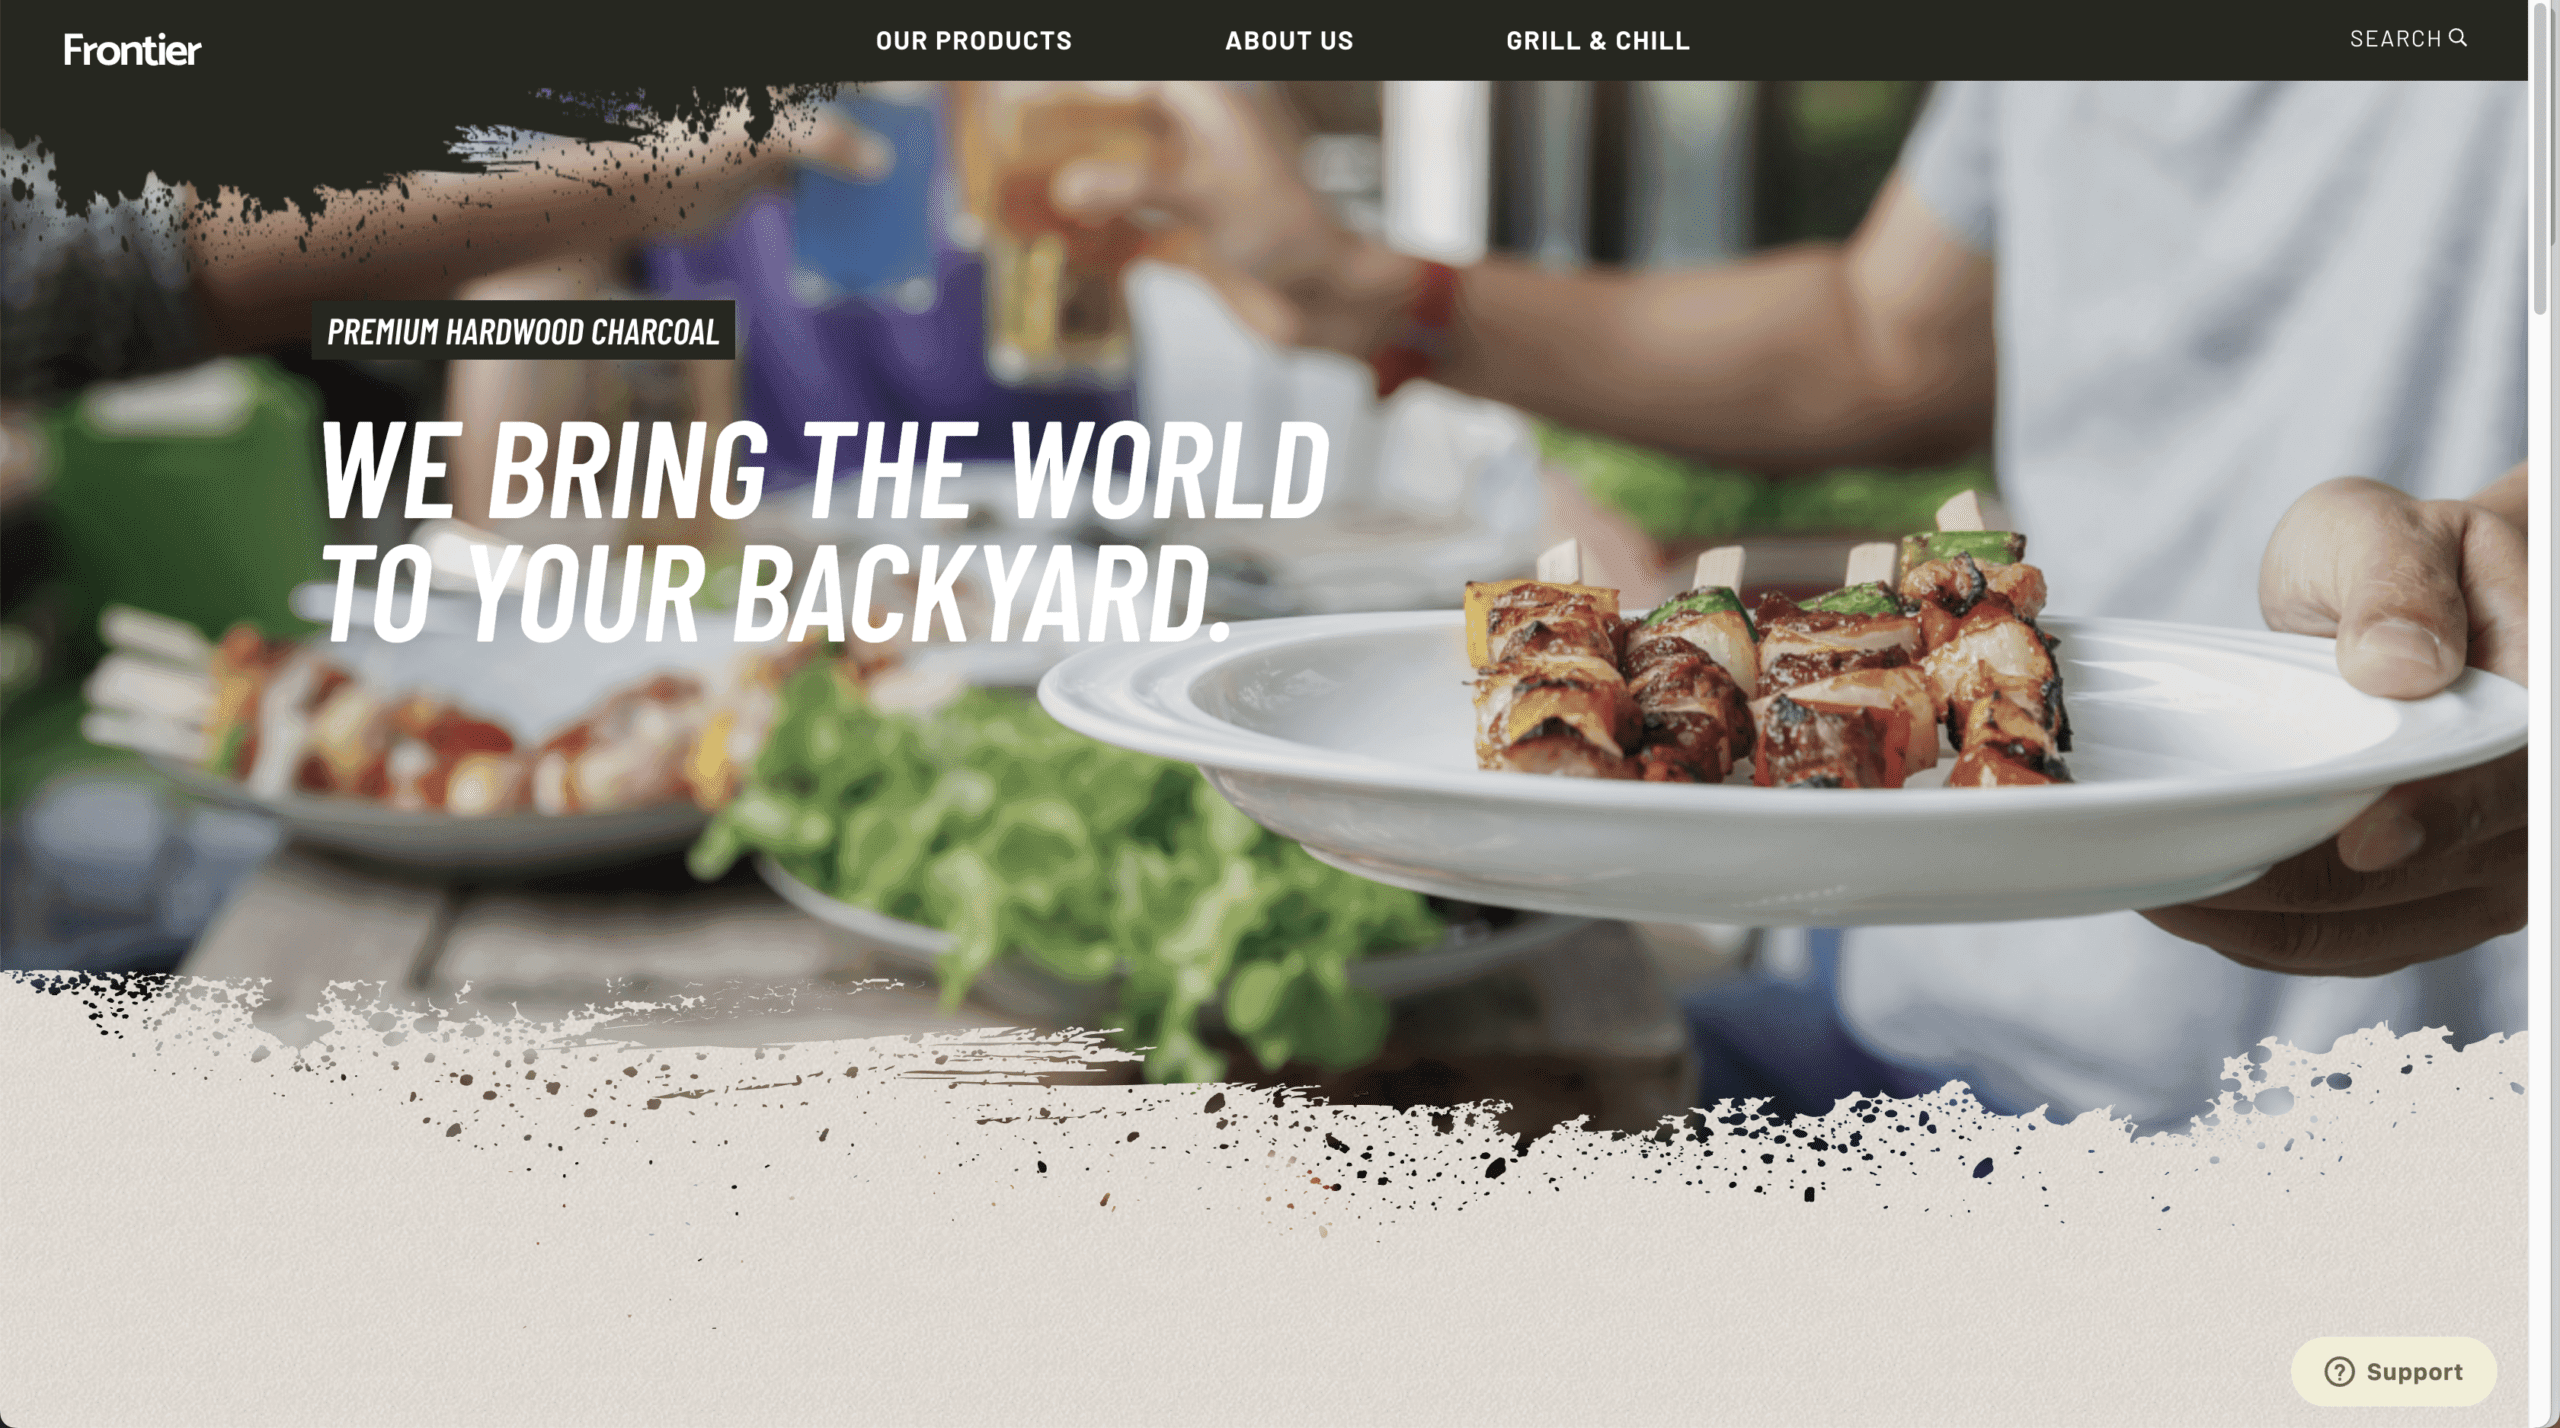 Frontier
OUR PRODUCTS
ABOUT US
GRILL & CHILL
SEARCH
PREMIUM HARDWOOD CHARCOAL
WE BRING THE WORLD
TO YOUR BACKYARD.
Support